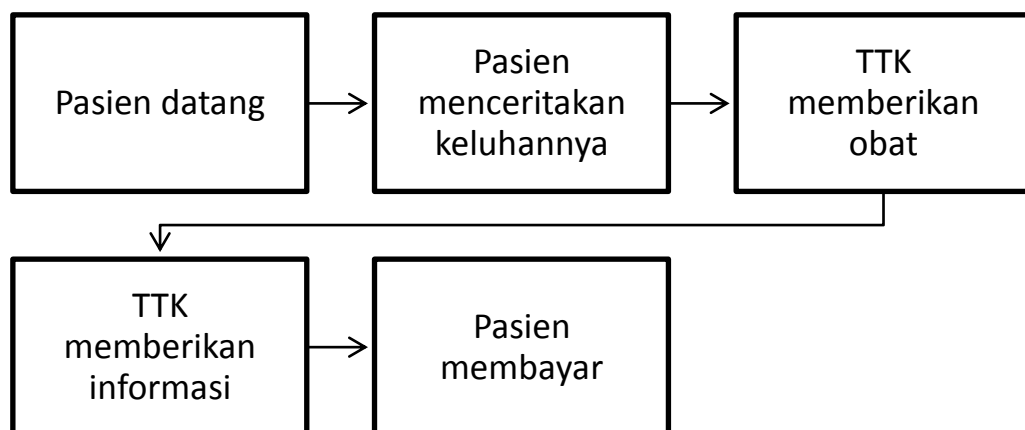 Pasien datang
Pasien
menceritakan
keluhannya
TTK
memberikan
obat
TTK
memberikan
informasi
Pasien
membayar